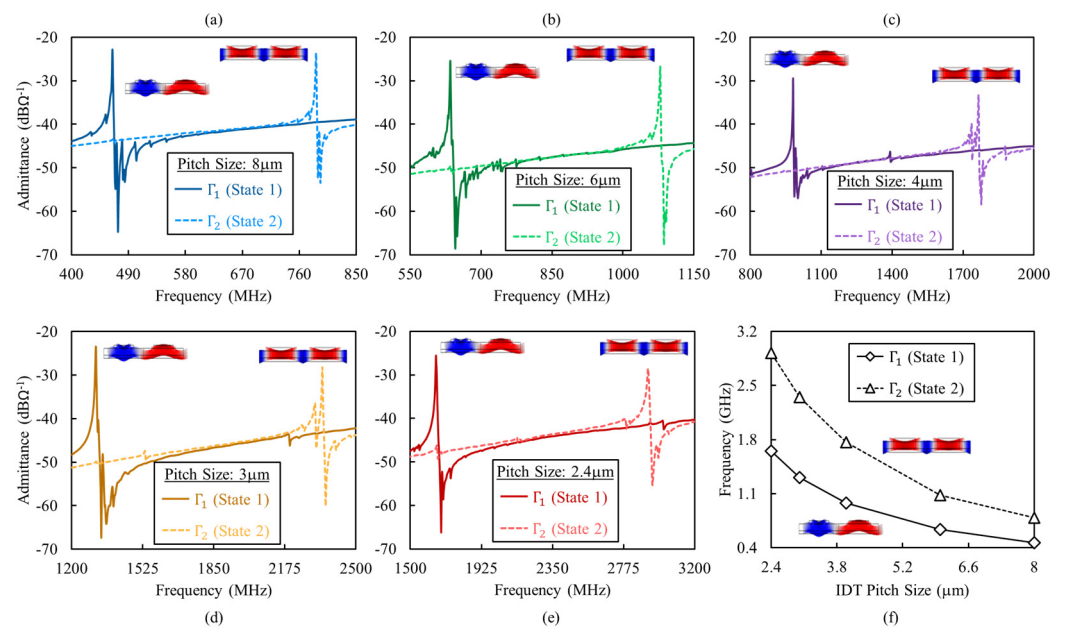 (a)
-20
-30
-40
-50
-60
-70
Admittance (dBΩ⁻¹)
Pitch Size: 8μm
Γ₁ (State 1)
Γ₂ (State 2)
400 490 580 670 760 850
Frequency (MHz)
(b)
-20
-30
-40
-50
-60
-70
Pitch Size: 6μm
Γ₁ (State 1)
Γ₂ (State 2)
550 700 850 1000 1150
Frequency (MHz)
(c)
-20
-30
-40
-50
-60
-70
Pitch Size: 4μm
Γ₁ (State 1)
Γ₂ (State 2)
800 1100 1400 1700 2000
Frequency (MHz)
-20
-30
-40
-50
-60
-70
Admittance (dBΩ⁻¹)
Pitch Size: 3μm
Γ₁ (State 1)
Γ₂ (State 2)
1200 1525 1850 2175 2500
Frequency (MHz)
(d)
-20
-30
-40
-50
-60
-70
Pitch Size: 2.4μm
Γ₁ (State 1)
Γ₂ (State 2)
1500 1925 2350 2775 3200
Frequency (MHz)
(e)
3.2
2.5
1.8
1.1
0.4
Frequency (GHz)
Γ₁ (State 1)
Γ₂ (State 2)
2.4 3.8 5.2 6.6 8
IDT Pitch Size (μm)
(f)